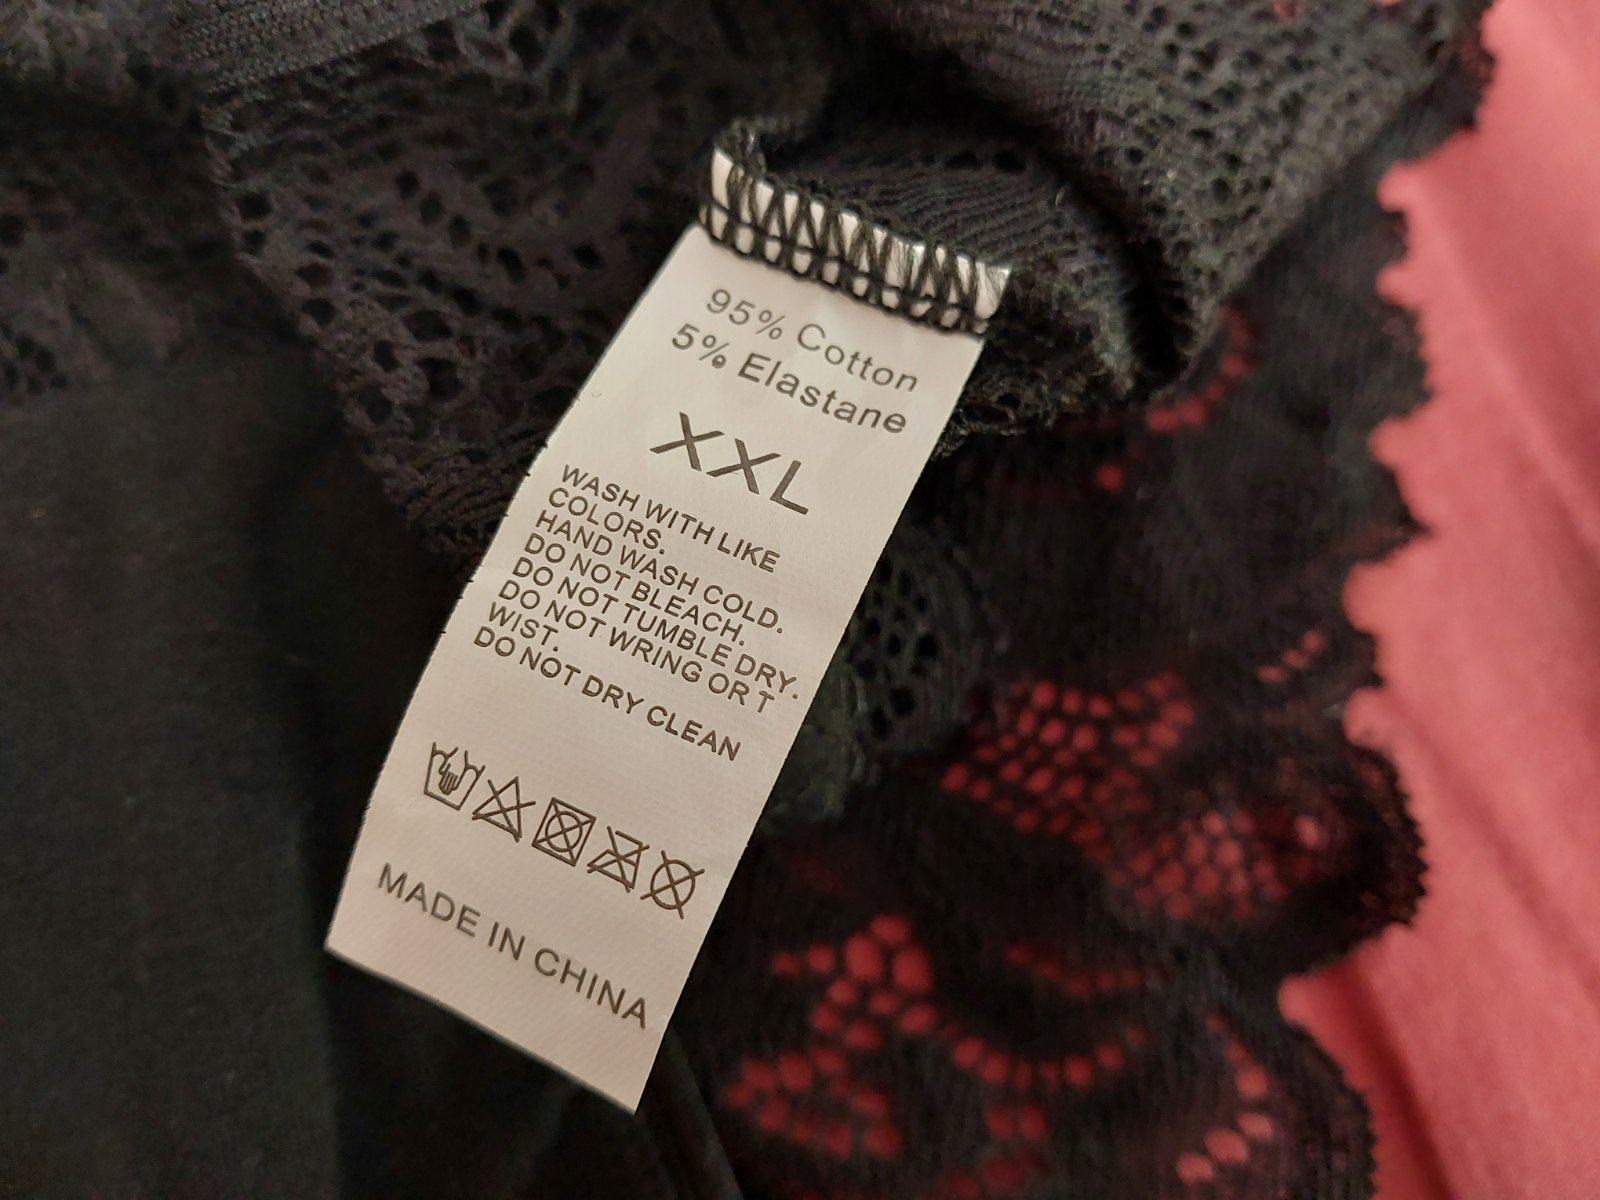 95% Cotton
5% Elastane
XXL
WASH WITH LIKE
COLORS.
HAND WASH COLD.
DO NOT BLEACH.
DO NOT TUMBLE DRY.
DO NOT WRING OR T
WIST.
DO NOT DRY CLEAN
MADE IN CHINA